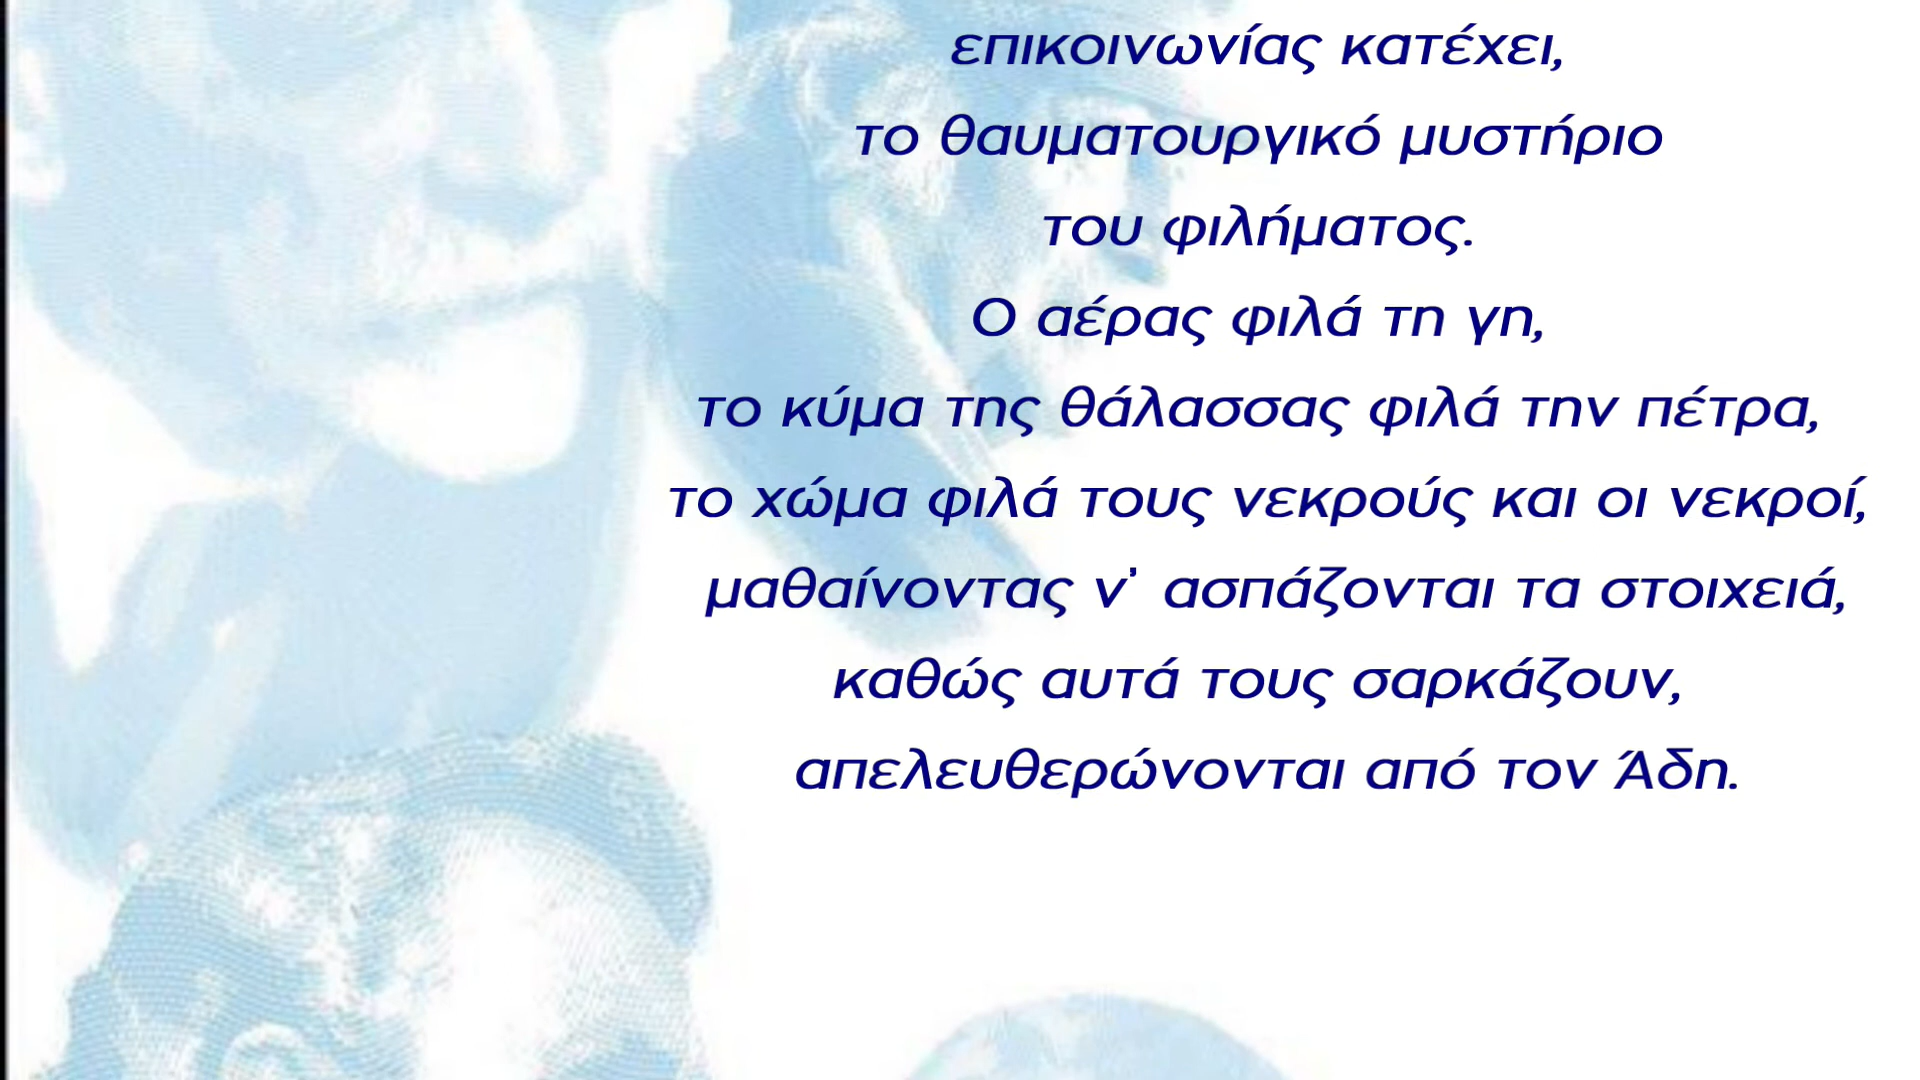 επικοινωνίας κατέχει,
το θαυματουργικό μυστήριο
του φιλήματος.
Ο αέρας φιλά τη γη,
το κύμα της θάλασσας φιλά την πέτρα,
το χώμα φιλά τους νεκρούς και οι νεκροί,
μαθαίνοντας ν' ασπάζονται τα στοιχειά,
καθώς αυτά τους σαρκάζουν,
απελευθερώνονται από τον Άδη.